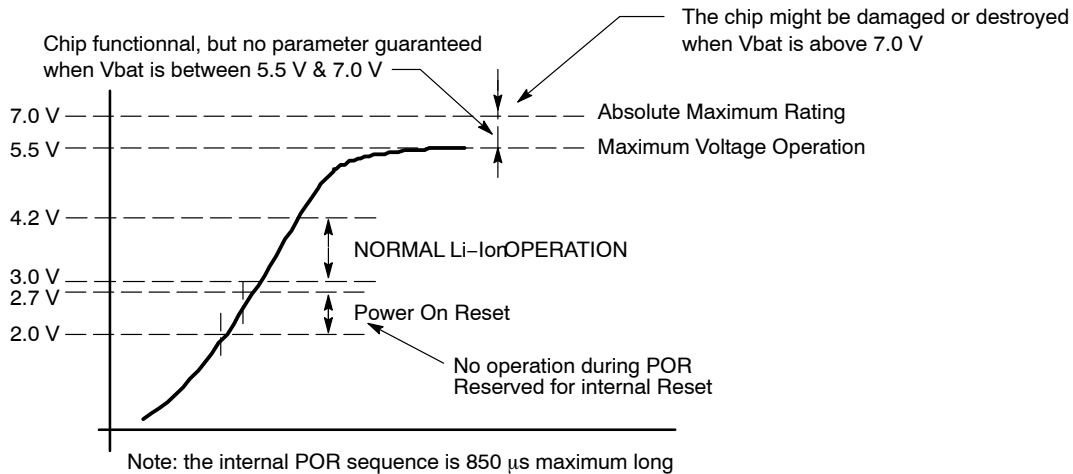 The chip might be damaged or destroyed
when Vbat is above 7.0 V
Chip functionnal, but no parameter guaranteed
when Vbat is between 5.5 V & 7.0 V
7.0 V
Absolute Maximum Rating
5.5 V
Maximum Voltage Operation
4.2 V
NORMAL Li−IonOPERATION
3.0 V
2.7 V
Power On Reset
2.0 V
No operation during POR
Reserved for internal Reset
Note: the internal POR sequence is 850 μs maximum long